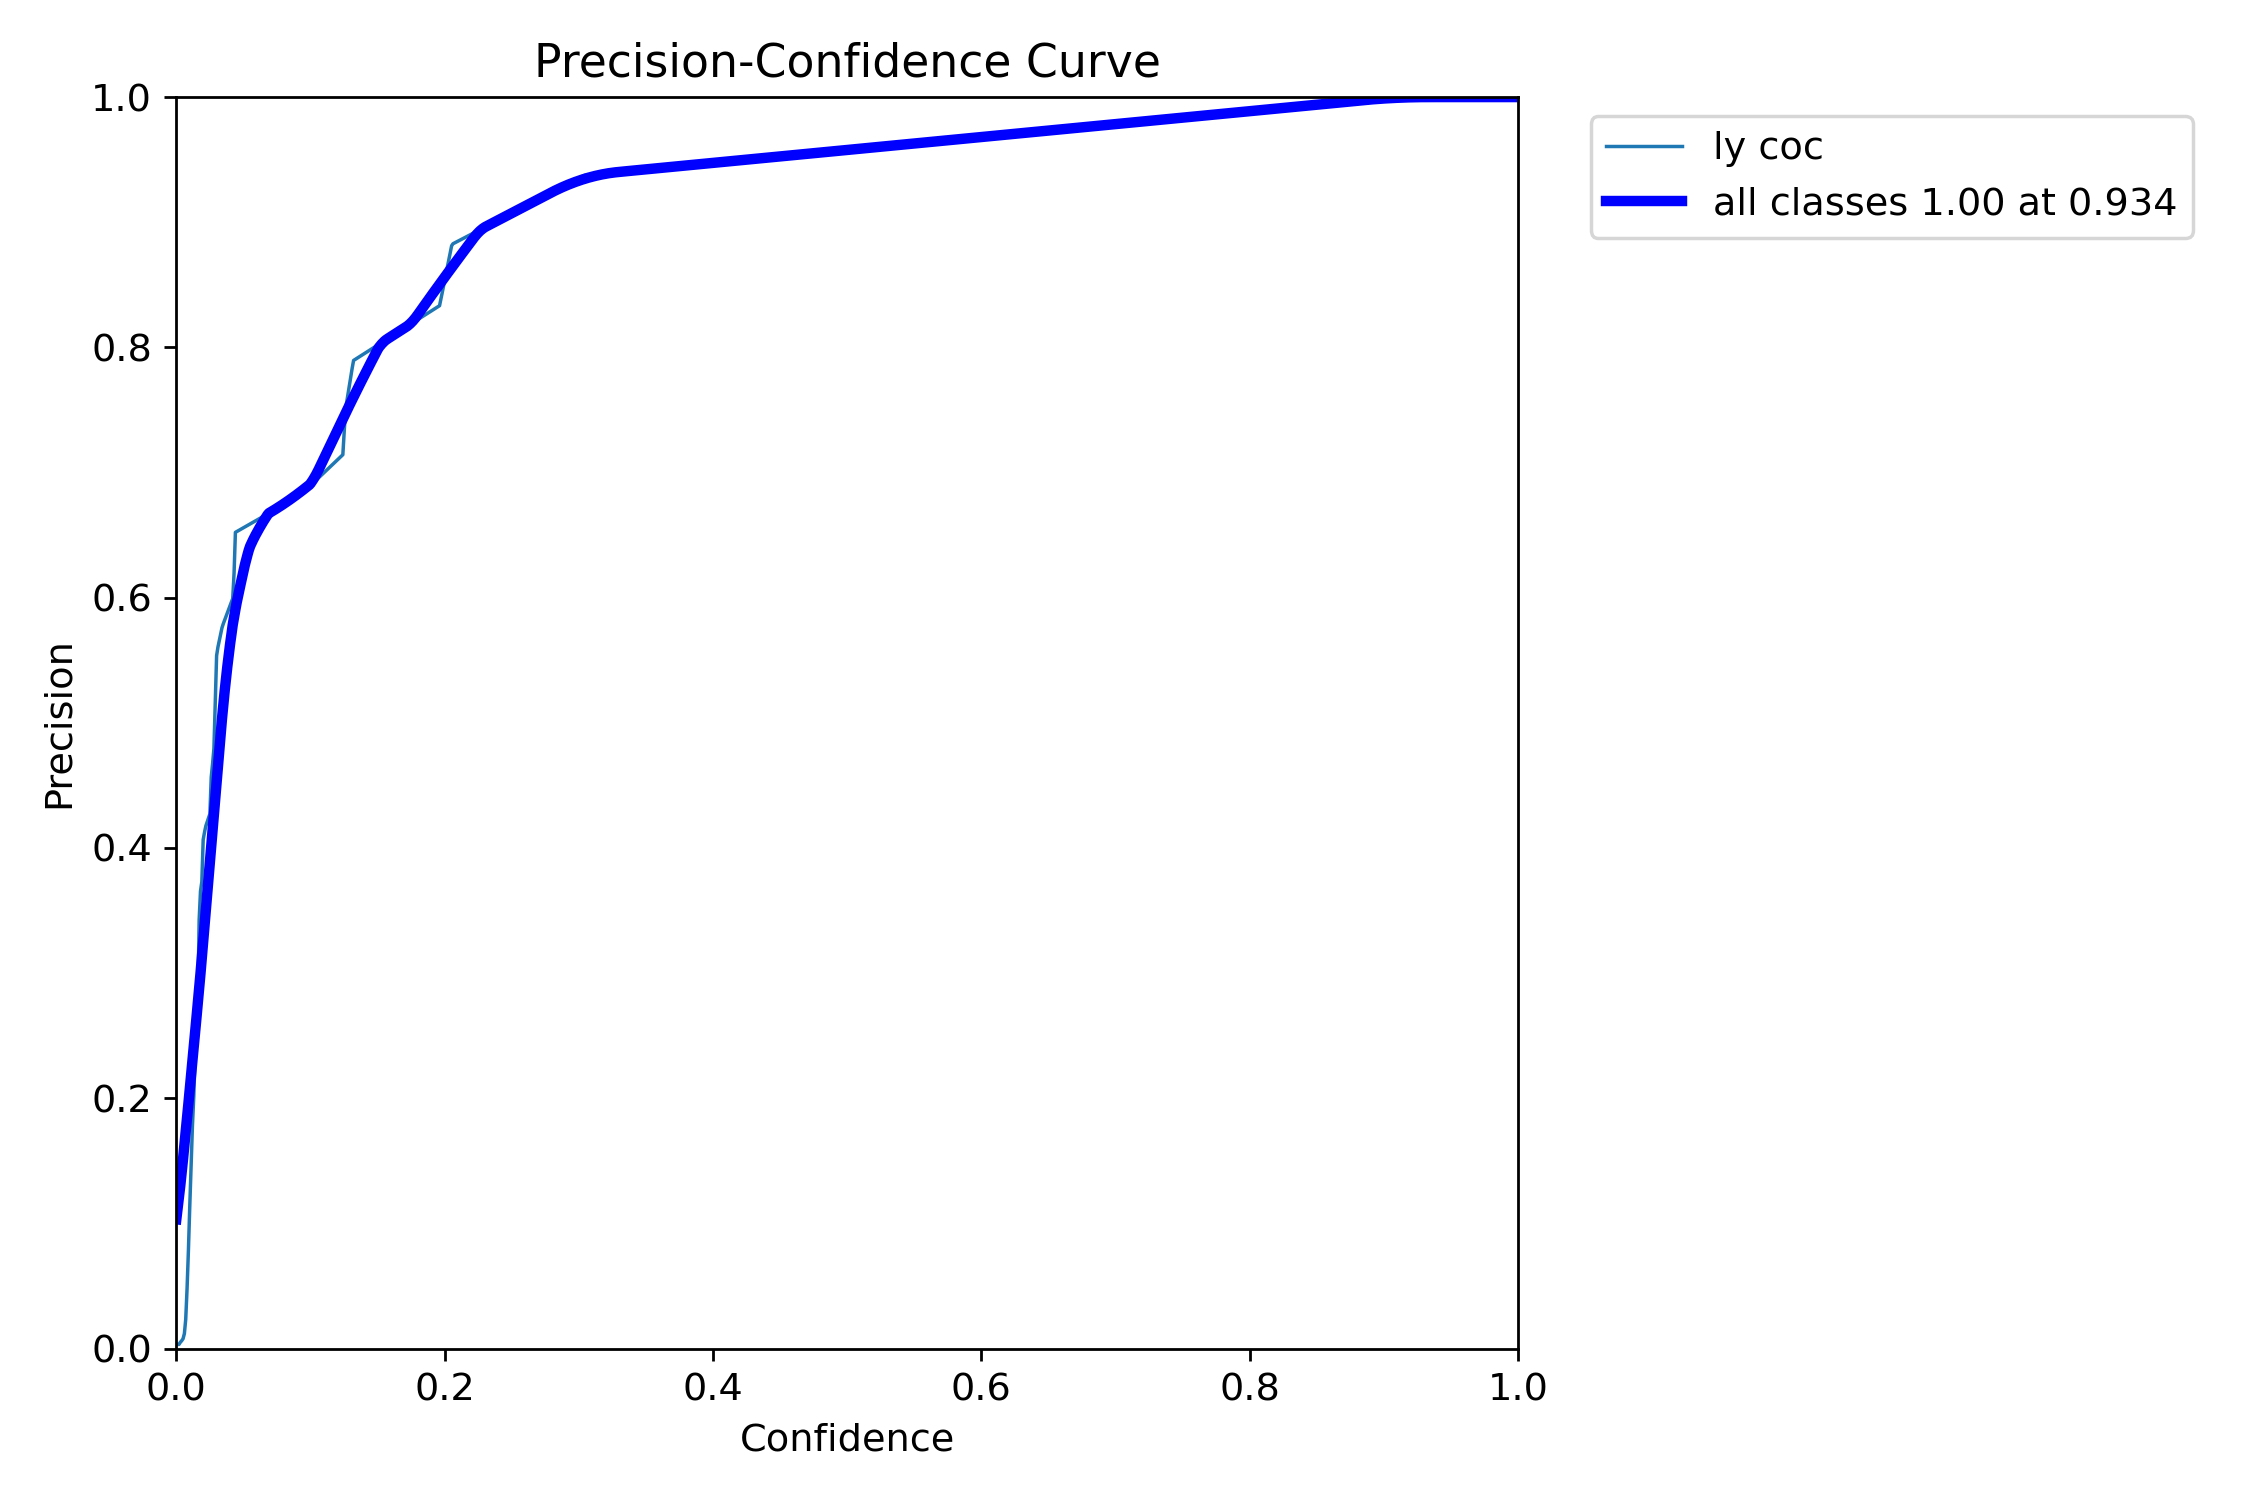 Precision-Confidence Curve
1.0
0.8
0.6
0.4
0.2
0.0
Precision
0.0 0.2 0.4 0.6 0.8 1.0
Confidence
ly coc
all classes 1.00 at 0.934